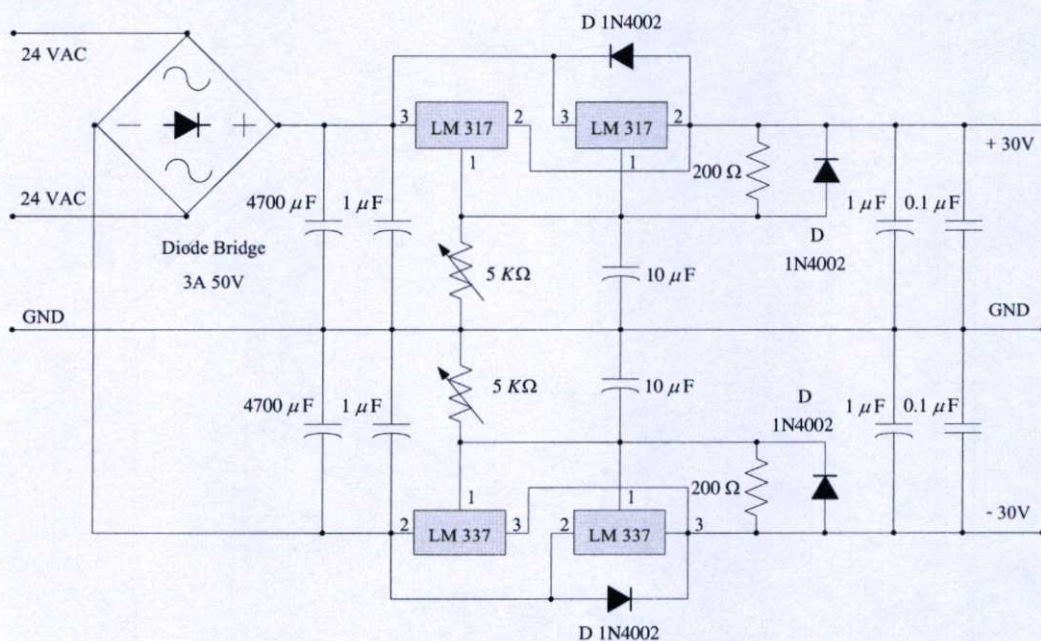 D 1N4002
24 VAC
3
LM 317
2
3
LM 317
2
1
1
+ 30V
200 Ω
24 VAC
4700 μF
1 μF
1 μF
0.1 μF
Diode Bridge
3A 50V
5 KΩ
10 μF
D
1N4002
GND
GND
5 KΩ
10 μF
D
1N4002
4700 μF
1 μF
1 μF
0.1 μF
200 Ω
1
1
2
LM 337
3
2
LM 337
3
- 30V
D 1N4002